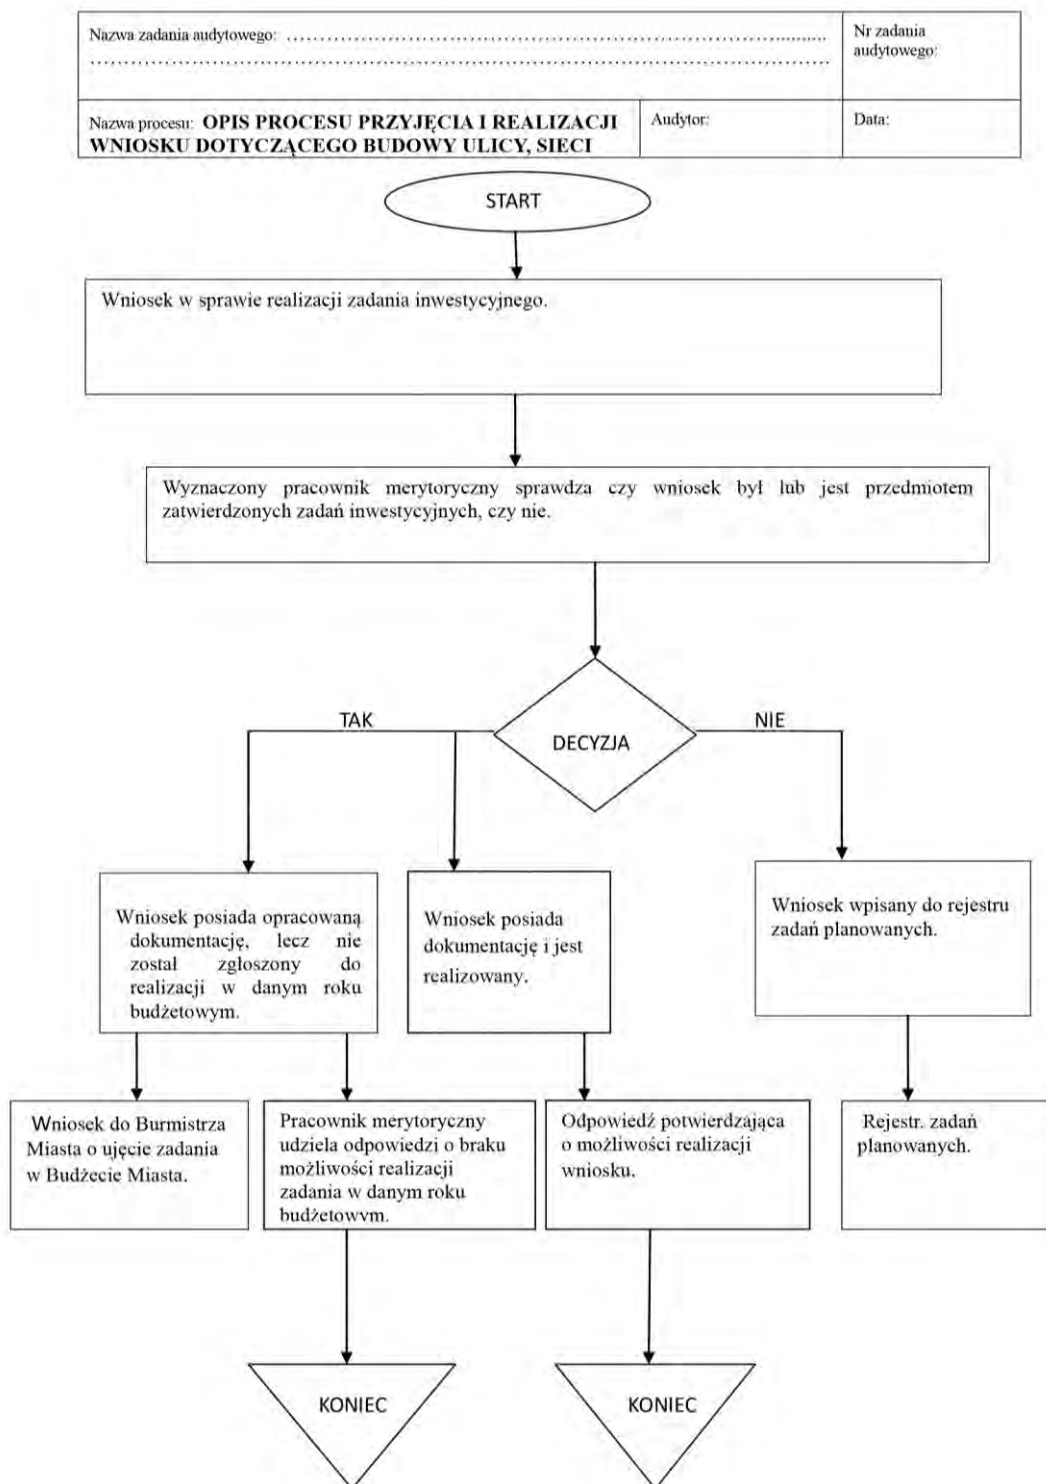 Nazwa zadania audytowego: ................................................................................
................................................................................................................
Nr zadania
audytowego:
Nazwa procesu: OPIS PROCESU PRZYJĘCIA I REALIZACJI
WNIOSKU DOTYCZĄCEGO BUDOWY ULICY, SIECI
Audytor:
Data:
START
Wniosek w sprawie realizacji zadania inwestycyjnego.
Wyznaczony pracownik merytoryczny sprawdza czy wniosek był lub jest przedmiotem
zatwierdzonych zadań inwestycyjnych, czy nie.
DECYZJA
TAK
NIE
Wniosek posiada opracowaną
dokumentację, lecz nie
został zgłoszony do
realizacji w danym roku
budżetowym.
Wniosek posiada
dokumentację i jest
realizowany.
Wniosek wpisany do rejestru
zadań planowanych.
Wniosek do Burmistrza
Miasta o ujęcie zadania
w Budżecie Miasta.
Pracownik merytoryczny
udziela odpowiedzi o braku
możliwości realizacji
zadania w danym roku
budżetowym.
Odpowiedź potwierdzająca
o możliwości realizacji
wniosku.
Rejestr. zadań
planowanych.
KONIEC
KONIEC